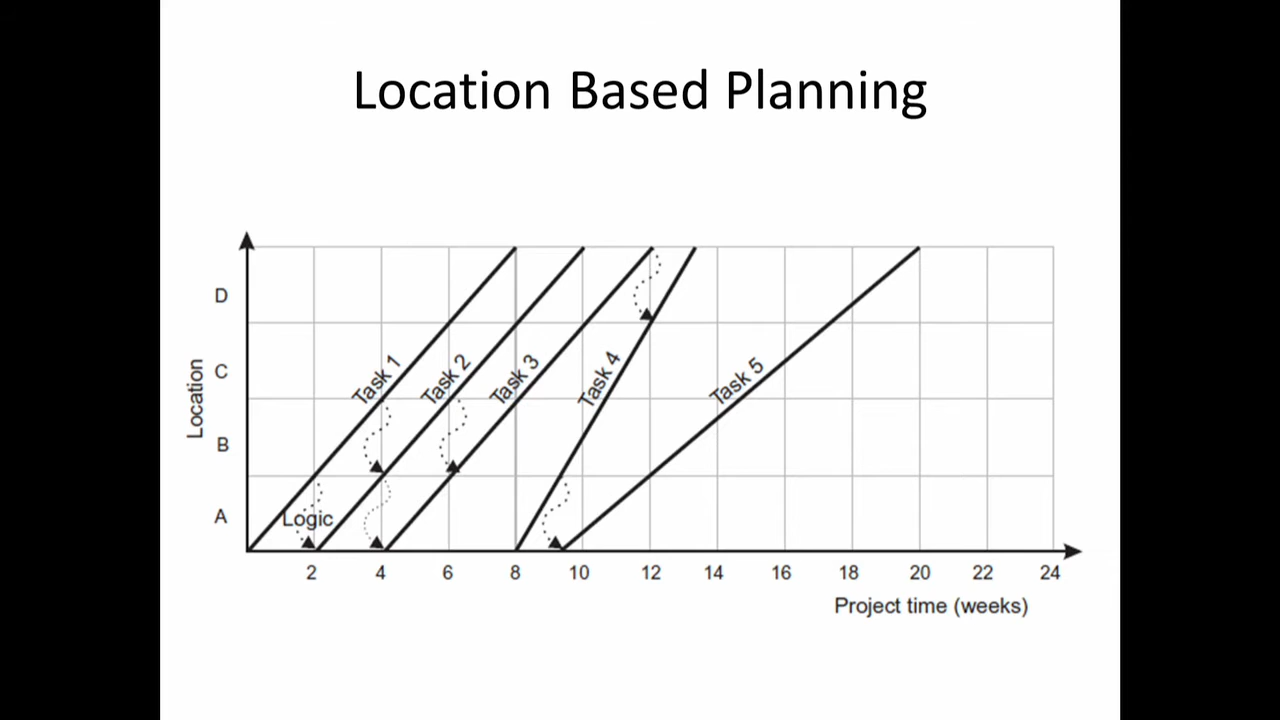 Location Based Planning
Location
D
C
B
A
Task 1
Task 2
Task 3
Task 4
Task 5
Logic
2 4 6 8 10 12 14 16 18 20 22 24
Project time (weeks)